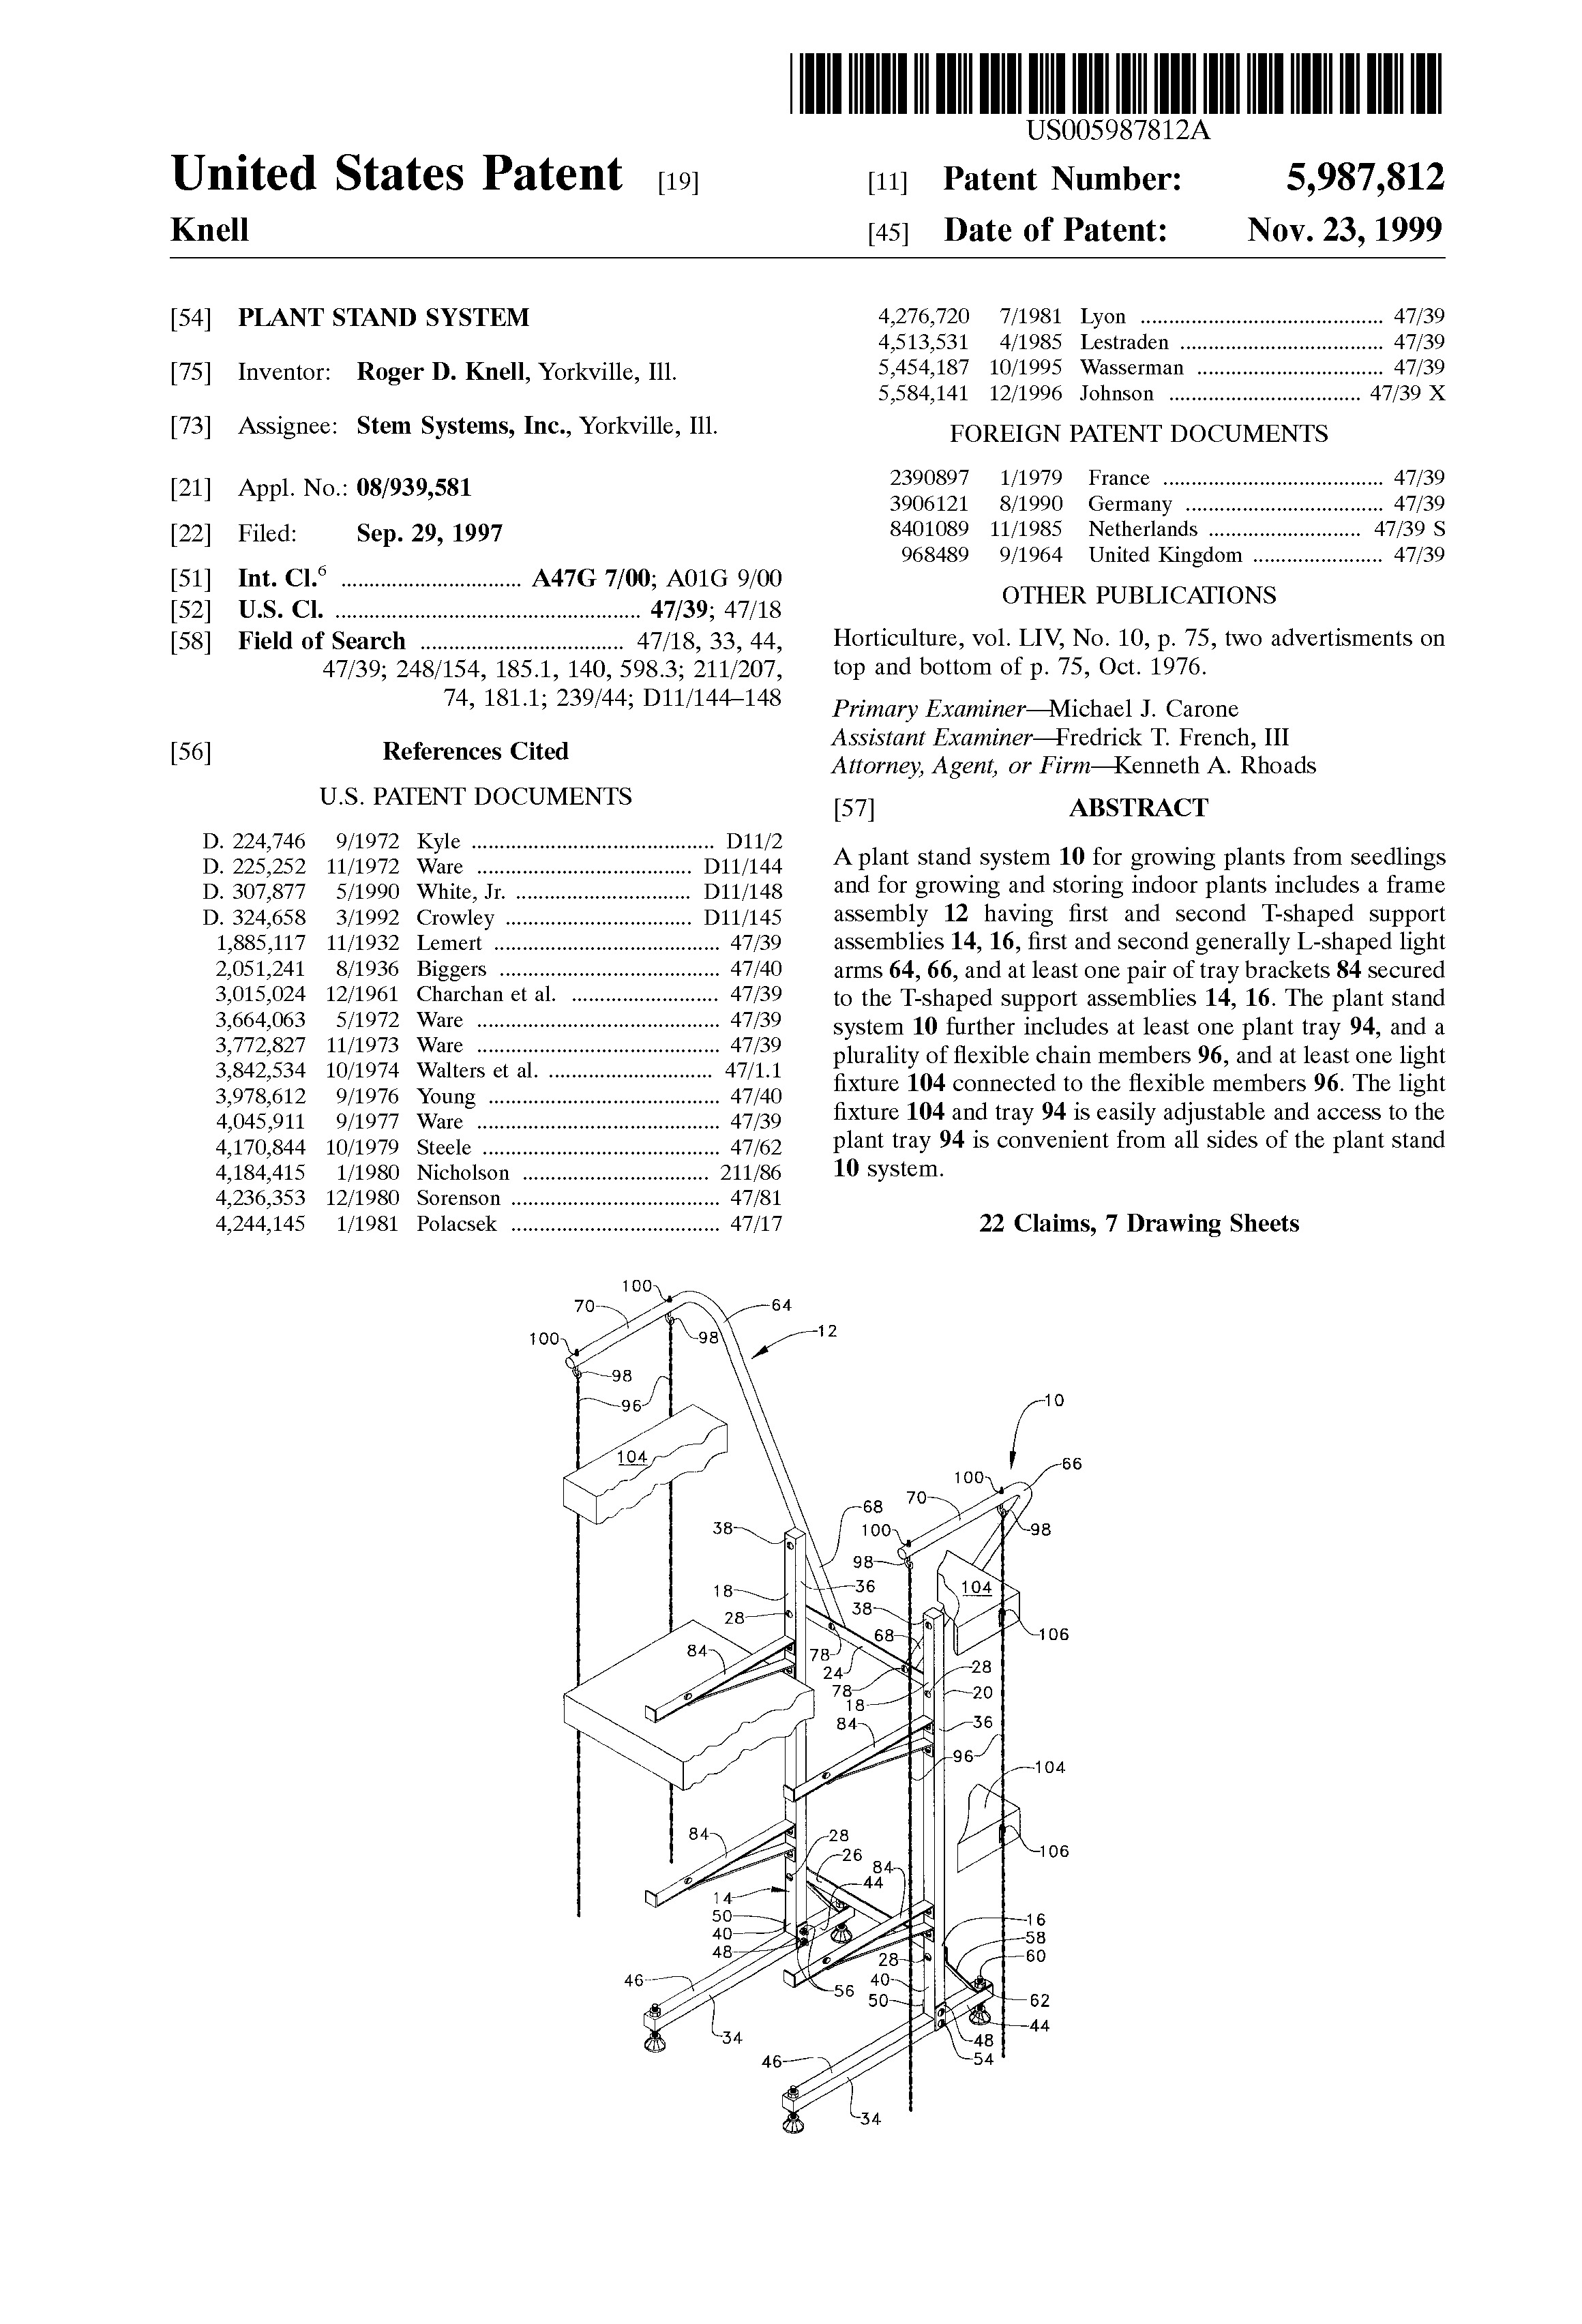 US005987812A
United States Patent [19]
Knell
[11] Patent Number: 5,987,812
[45] Date of Patent: Nov. 23, 1999
[54] PLANT STAND SYSTEM
[75] Inventor: Roger D. Knell, Yorkville, Ill.
[73] Assignee: Stem Systems, Inc., Yorkville, Ill.
[21] Appl. No.: 08/939,581
[22] Filed: Sep. 29, 1997
[51] Int. Cl.6 ................................ A47G 7/00; A01G 9/00
[52] U.S. Cl. ...................................................... 47/39; 47/18
[58] Field of Search .................................... 47/18, 33, 44,
47/39; 248/154, 185.1, 140, 598.3; 211/207,
74, 181.1; 239/44; D11/144–148
[56] References Cited
U.S. PATENT DOCUMENTS
D. 224,746 9/1972 Kyle ........................................... D11/2
D. 225,252 11/1972 Ware ...................................... D11/144
D. 307,877 5/1990 White, Jr. ............................... D11/148
D. 324,658 3/1992 Crowley ................................. D11/145
1,885,117 11/1932 Lemert ........................................ 47/39
2,051,241 8/1936 Biggers ....................................... 47/40
3,015,024 12/1961 Charchan et al. .......................... 47/39
3,664,063 5/1972 Ware ........................................... 47/39
3,772,827 11/1973 Ware ........................................... 47/39
3,842,534 10/1974 Walters et al. ............................. 47/1.1
3,978,612 9/1976 Young ......................................... 47/40
4,045,911 9/1977 Ware ........................................... 47/39
4,170,844 10/1979 Steele .......................................... 47/62
4,184,415 1/1980 Nicholson ................................. 211/86
4,236,353 12/1980 Sorenson ..................................... 47/81
4,244,145 1/1981 Polacsek ..................................... 47/17
4,276,720 7/1981 Lyon ........................................... 47/39
4,513,531 4/1985 Lestraden .................................... 47/39
5,454,187 10/1995 Wasserman ................................. 47/39
5,584,141 12/1996 Johnson .................................. 47/39 X
FOREIGN PATENT DOCUMENTS
2390897 1/1979 France ....................................... 47/39
3906121 8/1990 Germany ................................... 47/39
8401089 11/1985 Netherlands ........................... 47/39 S
968489 9/1964 United Kingdom ....................... 47/39
OTHER PUBLICATIONS
Horticulture, vol. LIV, No. 10, p. 75, two advertisments on
top and bottom of p. 75, Oct. 1976.
Primary Examiner—Michael J. Carone
Assistant Examiner—Fredrick T. French, III
Attorney, Agent, or Firm—Kenneth A. Rhoads
[57] ABSTRACT
A plant stand system 10 for growing plants from seedlings
and for growing and storing indoor plants includes a frame
assembly 12 having first and second T-shaped support
assemblies 14, 16, first and second generally L-shaped light
arms 64, 66, and at least one pair of tray brackets 84 secured
to the T-shaped support assemblies 14, 16. The plant stand
system 10 further includes at least one plant tray 94, and a
plurality of flexible chain members 96, and at least one light
fixture 104 connected to the flexible members 96. The light
fixture 104 and tray 94 is easily adjustable and access to the
plant tray 94 is convenient from all sides of the plant stand
10 system.
22 Claims, 7 Drawing Sheets
100
70 64
100 98 12
98
96
10
104
66
100
70
68
38 100 98
98
18 36 104
28 38
68 106
84 78
24 28
78 20
18
84 36
96
104
84 28
26 106
84
44
14
50 16
40 58
48 28 60
46 40
56 50 62
44
34 48
46 54
34